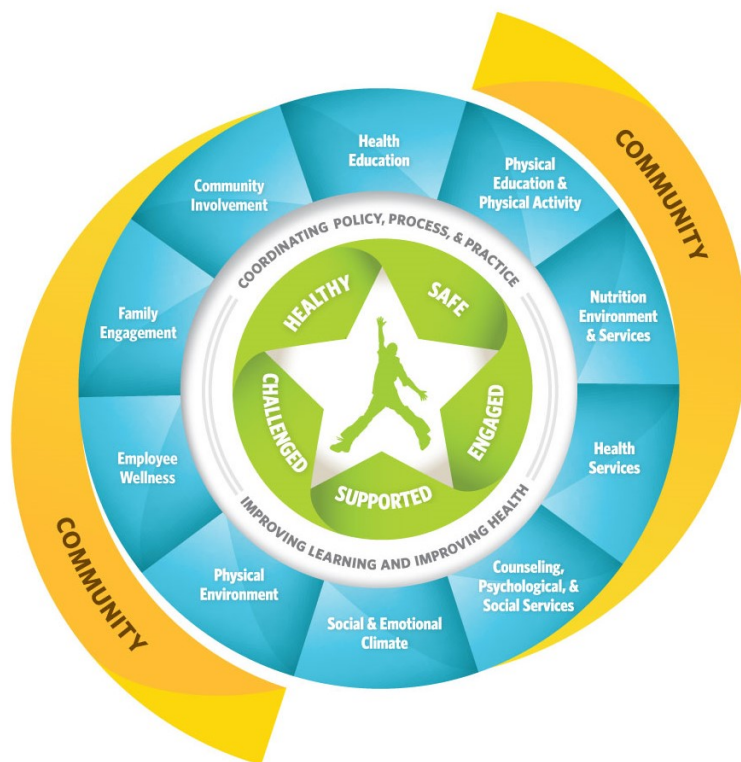 COMMUNITY
Health
Education
Physical
Education &
Physical Activity
Nutrition
Environment
& Services
Health
Services
Counseling,
Psychological, &
Social Services
Social & Emotional
Climate
Physical
Environment
Employee
Wellness
Family
Engagement
Community
Involvement
COMMUNITY
COORDINATING POLICY, PROCESS, & PRACTICE
IMPROVING LEARNING AND IMPROVING HEALTH
HEALTHY
SAFE
ENGAGED
SUPPORTED
CHALLENGED